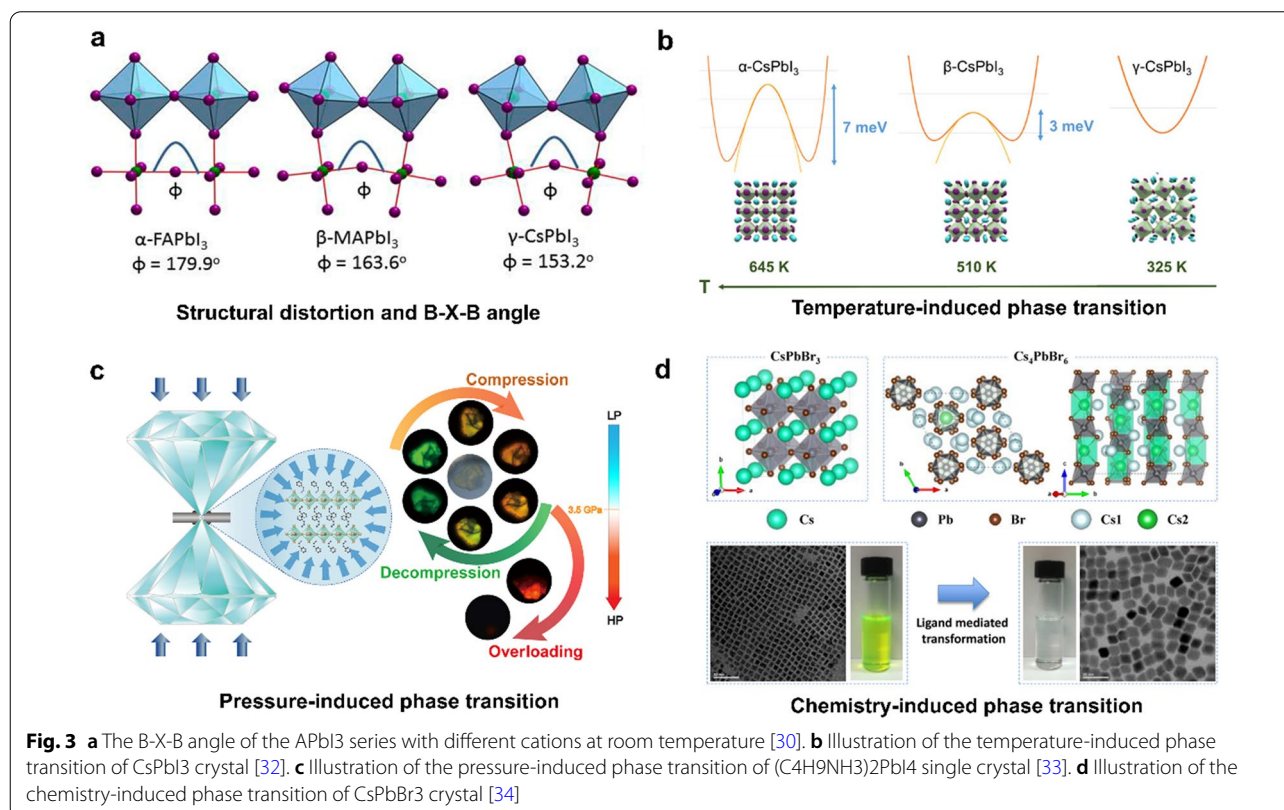 a
ϕ
ϕ
ϕ
α-FAPbI₃
ϕ = 179.9°
β-MAPbI₃
ϕ = 163.6°
γ-CsPbI₃
ϕ = 153.2°
Structural distortion and B-X-B angle
b
α-CsPbI₃
β-CsPbI₃
γ-CsPbI₃
7 meV
3 meV
645 K
510 K
325 K
T
Temperature-induced phase transition
c
Compression
LP
3.5 GPa
Decompression
HP
Overloading
Pressure-induced phase transition
d
CsPbBr₃
Cs₄PbBr₆
b
a
b
a
c
a
b
Cs
Pb
Br
Cs1
Cs2
Ligand mediated
transformation
Chemistry-induced phase transition
Fig. 3 a The B-X-B angle of the APbI3 series with different cations at room temperature [30]. b Illustration of the temperature-induced phase
transition of CsPbI3 crystal [32]. c Illustration of the pressure-induced phase transition of (C4H9NH3)2PbI4 single crystal [33]. d Illustration of the
chemistry-induced phase transition of CsPbBr3 crystal [34]